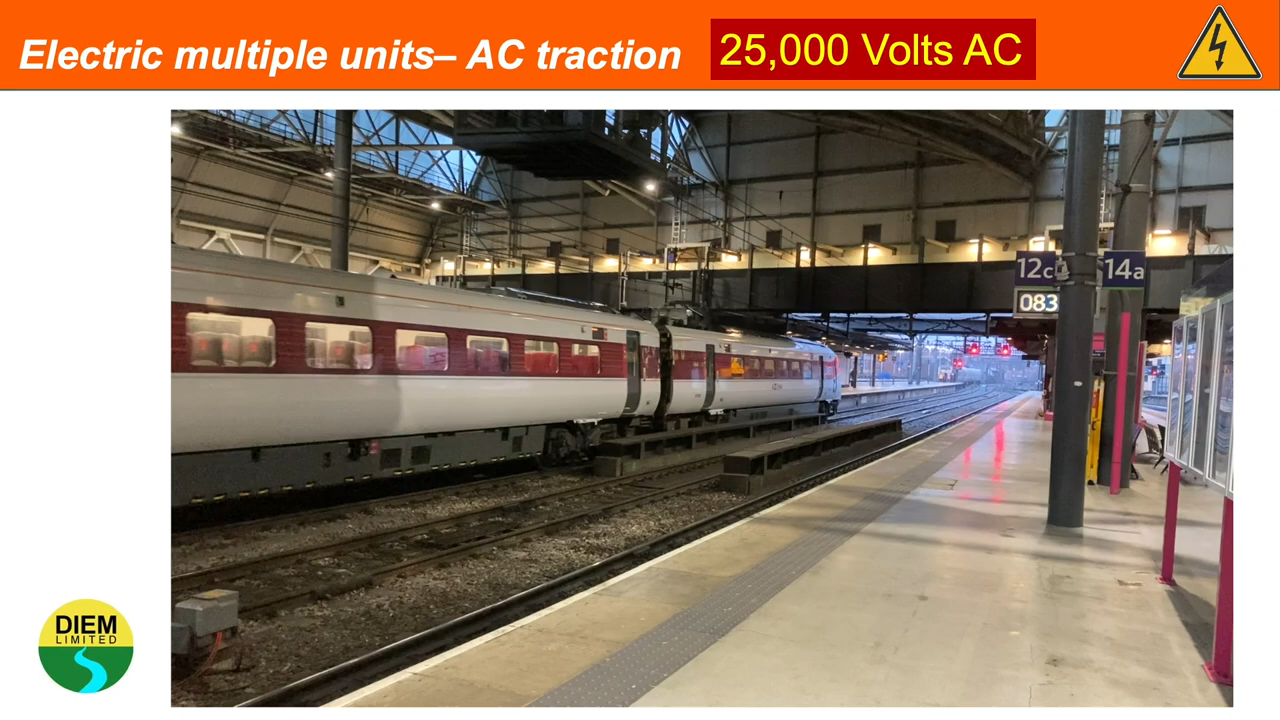 Electric multiple units– AC traction
25,000 Volts AC
12c
14a
083
DIEM
LIMITED